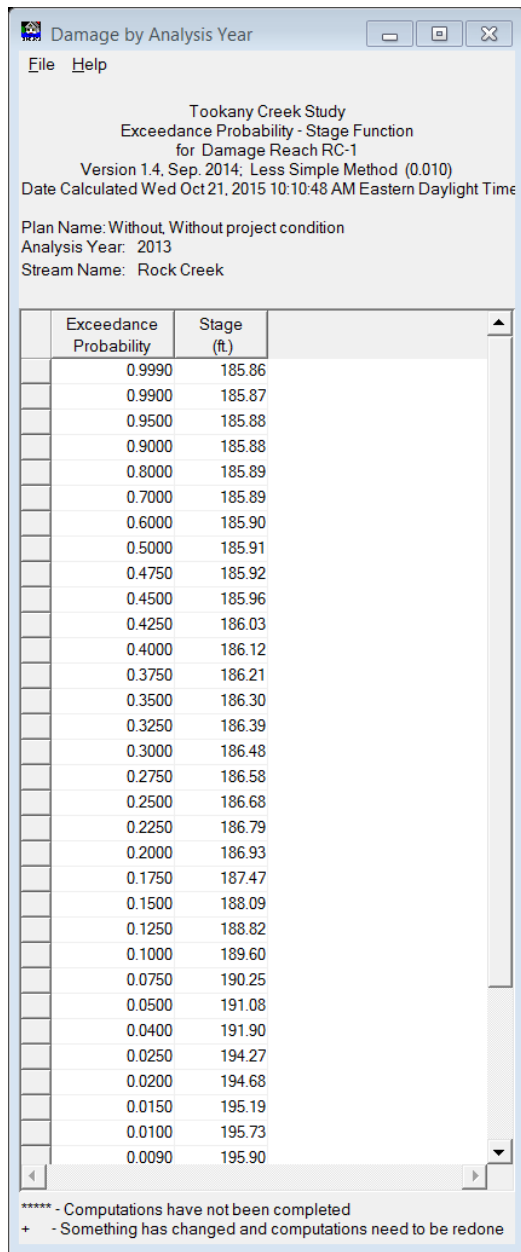 Damage by Analysis Year
File Help
Tookany Creek Study
Exceedance Probability - Stage Function
for Damage Reach RC-1
Version 1.4, Sep. 2014; Less Simple Method (0.010)
Date Calculated Wed Oct 21, 2015 10:10:48 AM Eastern Daylight Time
Plan Name: Without, Without project condition
Analysis Year: 2013
Stream Name: Rock Creek
Exceedance Stage
Probability (ft.)
0.9990 185.86
0.9900 185.87
0.9500 185.88
0.9000 185.88
0.8000 185.89
0.7000 185.89
0.6000 185.90
0.5000 185.91
0.4750 185.92
0.4500 185.96
0.4250 186.03
0.4000 186.12
0.3750 186.21
0.3500 186.30
0.3250 186.39
0.3000 186.48
0.2750 186.58
0.2500 186.68
0.2250 186.79
0.2000 186.93
0.1750 187.47
0.1500 188.09
0.1250 188.82
0.1000 189.60
0.0750 190.25
0.0500 191.08
0.0400 191.90
0.0250 194.27
0.0200 194.68
0.0150 195.19
0.0100 195.73
0.0090 195.90
***** - Computations have not been completed
+ - Something has changed and computations need to be redone